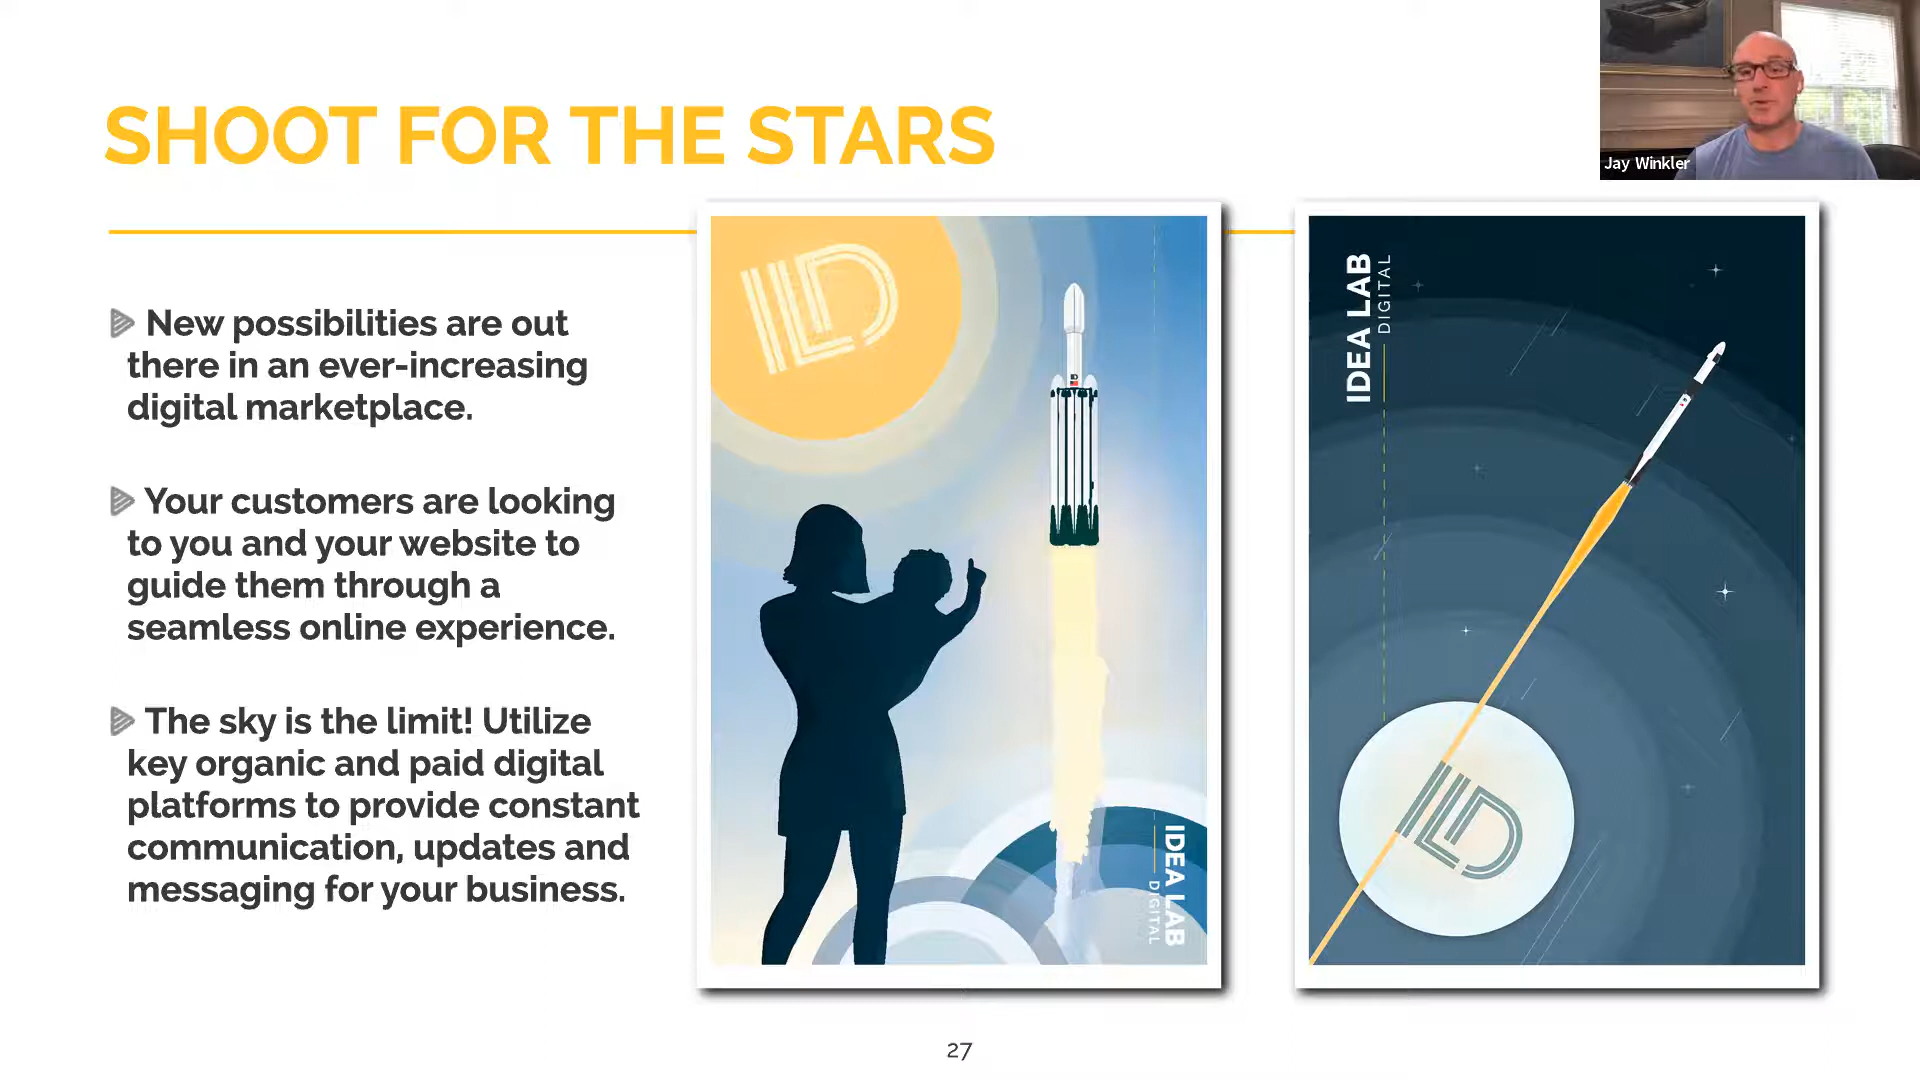 SHOOT FOR THE STARS
Jay Winkler
New possibilities are out
there in an ever-increasing
digital marketplace.
Your customers are looking
to you and your website to
guide them through a
seamless online experience.
The sky is the limit! Utilize
key organic and paid digital
platforms to provide constant
communication, updates and
messaging for your business.
ILD
IDEA LAB
DIGITAL
IDEA LAB
DIGITAL
ILD
27